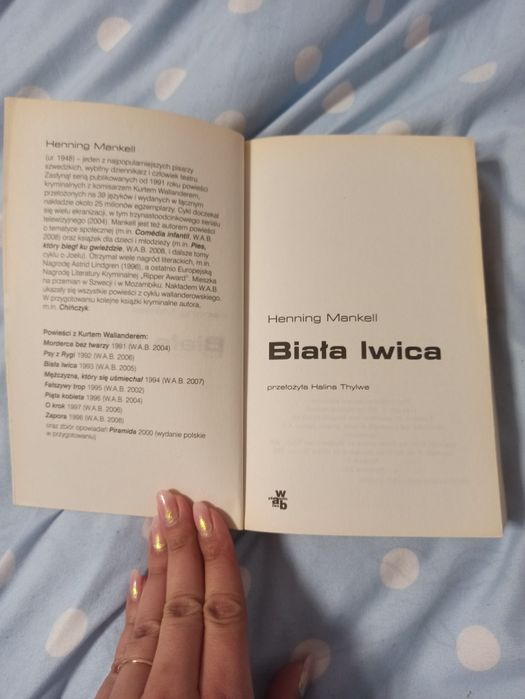 Henning Mankell
(ur. 1948) – jeden z najpopularniejszych pisarzy
szwedzkich, wybitny dziennikarz i człowiek teatru.
Zasłynął serią publikowanych od 1991 roku powieści
kryminalnych z komisarzem Kurtem Wallanderem,
przełożonych na 39 języków i wydanych w łącznym
nakładzie około 25 milionów egzemplarzy. Cykl doczekał
się wielu ekranizacji, w tym trzynastoodcinkowego serialu
telewizyjnego (2004). Mankell jest też autorem powieści
o tematyce społecznej (m.in. Comédia infantil, W.A.B.
2008) oraz książek dla dzieci i młodzieży (m.in. Pies,
który biegł ku gwieździe, W.A.B. 2008, i dalsze tomy
cyklu o Joelu). Otrzymał wiele nagród literackich, m.in.
Nagrodę Astrid Lindgren (1996), a ostatnio Europejską
Nagrodę Literatury Kryminalnej „Ripper Award”. Mieszka
na przemian w Szwecji i w Mozambiku. Nakładem W.A.B.
ukazały się wszystkie powieści z cyklu wallanderowskiego.
W przygotowaniu kolejne książki kryminalne autora,
m.in. Chińczyk.
Powieści z Kurtem Wallanderem:
Morderca bez twarzy 1991 (W.A.B. 2004)
Psy z Rygi 1992 (W.A.B. 2006)
Biała lwica 1993 (W.A.B. 2005)
Mężczyzna, który się uśmiechał 1994 (W.A.B. 2007)
Fałszywy trop 1995 (W.A.B. 2002)
Piąta kobieta 1996 (W.A.B. 2004)
O krok 1997 (W.A.B. 2006)
Zapora 1998 (W.A.B. 2008)
oraz zbiór opowiadań Piramida 2000 (wydanie polskie
w przygotowaniu)
Henning Mankell
Biała lwica
przełożyła Halina Thylwe
w
a
b